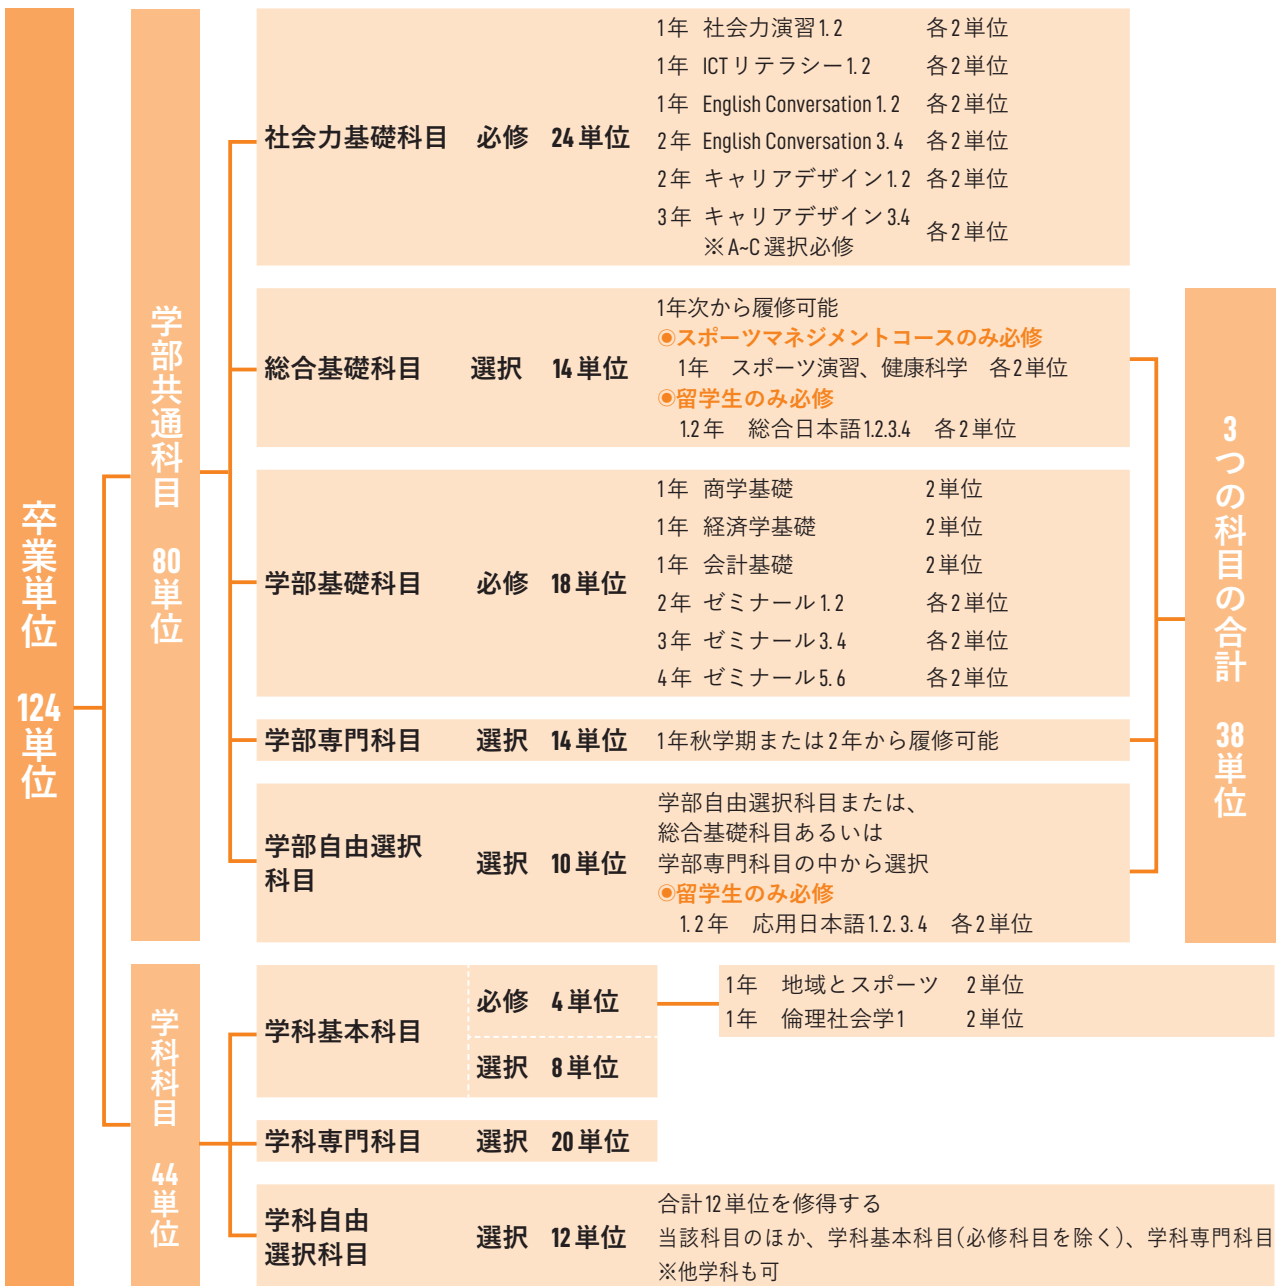 卒業単位 124単位
学部共通科目 80単位
社会力基礎科目 必修 24単位
1年 社会力演習1. 2 各2単位
1年 ICTリテラシー1. 2 各2単位
1年 English Conversation 1. 2 各2単位
2年 English Conversation 3. 4 各2単位
2年 キャリアデザイン1. 2 各2単位
3年 キャリアデザイン3.4 各2単位
※A~C選択必修
総合基礎科目 選択 14単位
1年次から履修可能
◉スポーツマネジメントコースのみ必修
1年 スポーツ演習、健康科学 各2単位
◉留学生のみ必修
1.2年 総合日本語1.2.3.4 各2単位
学部基礎科目 必修 18単位
1年 商学基礎 2単位
1年 経済学基礎 2単位
1年 会計基礎 2単位
2年 ゼミナール1. 2 各2単位
3年 ゼミナール3. 4 各2単位
4年 ゼミナール5. 6 各2単位
学部専門科目 選択 14単位
1年秋学期または2年から履修可能
学部自由選択
科目
選択 10単位
学部自由選択科目または、
総合基礎科目あるいは
学部専門科目の中から選択
◉留学生のみ必修
1. 2年 応用日本語1. 2. 3. 4 各2単位
3つの科目の合計 38単位
学科科目 44単位
学科基本科目
必修 4単位
1年 地域とスポーツ 2単位
1年 倫理社会学1 2単位
選択 8単位
学科専門科目 選択 20単位
学科自由
選択科目
選択 12単位
合計12単位を修得する
当該科目のほか、学科基本科目(必修科目を除く)、学科専門科目
※他学科も可